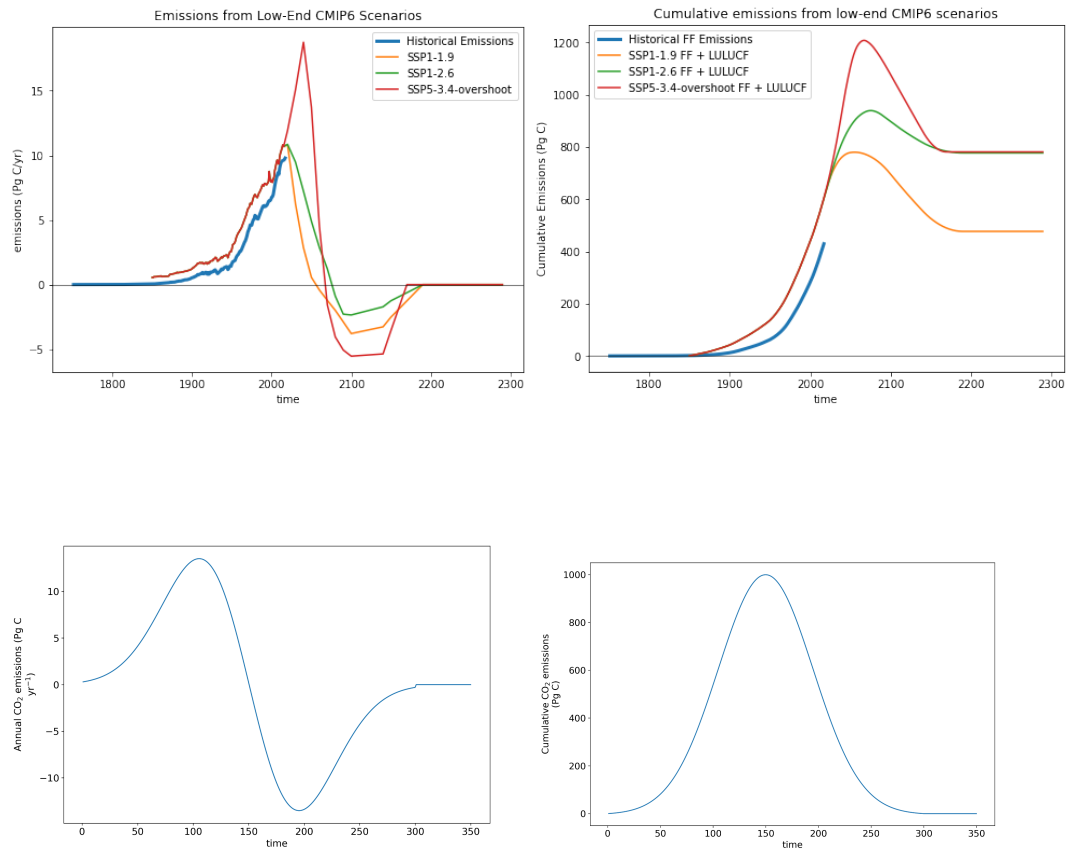 Emissions from Low-End CMIP6 Scenarios
emissions (Pg C/yr)
15
10
5
0
−5
Historical Emissions
SSP1-1.9
SSP1-2.6
SSP5-3.4-overshoot
1800 1900 2000 2100 2200 2300
time
Cumulative emissions from low-end CMIP6 scenarios
Cumulative Emissions (Pg C)
1200
1000
800
600
400
200
0
Historical FF Emissions
SSP1-1.9 FF + LULUCF
SSP1-2.6 FF + LULUCF
SSP5-3.4-overshoot FF + LULUCF
1800 1900 2000 2100 2200 2300
time
Annual CO₂ emissions (Pg C
yr⁻¹)
10
5
0
−5
−10
0 50 100 150 200 250 300 350
time
Cumulative CO₂ emissions
(Pg C)
1000
800
600
400
200
0
0 50 100 150 200 250 300 350
time